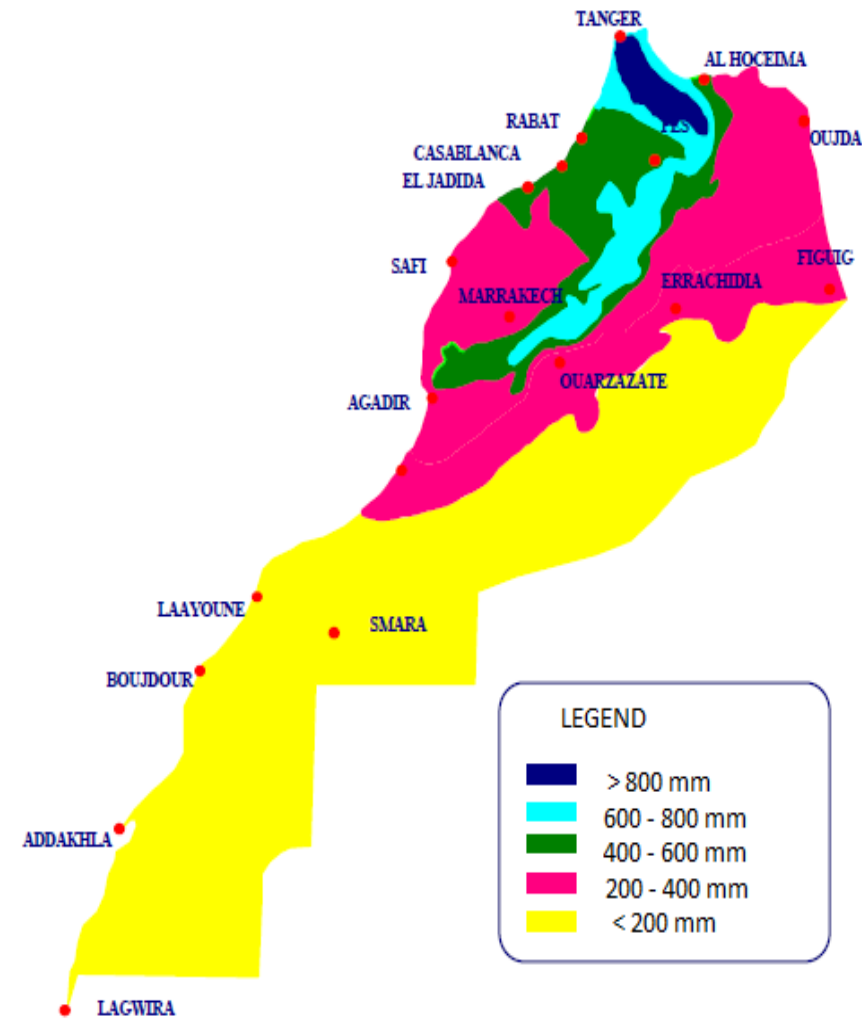 TANGER
AL HOCEIMA
RABAT
FES
OUJDA
CASABLANCA
EL JADIDA
SAFI
FIGUIG
ERRACHIDIA
MARRAKECH
OUARZAZATE
AGADIR
LAAYOUNE
SMARA
BOUJDOUR
ADDAKHLA
LAGWIRA
LEGEND
> 800 mm
600 - 800 mm
400 - 600 mm
200 - 400 mm
< 200 mm